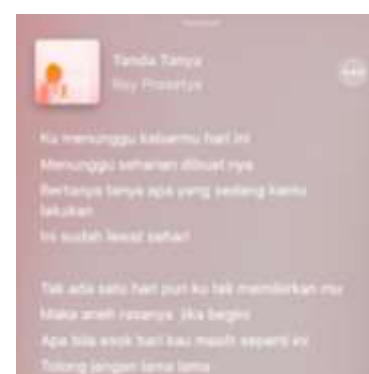 Tanda Tanya
Roy Prasetya
Ku menunggu kabarmu hari ini
Menunggu seharian dibuat nya
Bertanya tanya apa yang sedang kamu
lakukan
Ini sudah lewat sehari
Tak ada satu hari pun ku tak memikirkan mu
Maka aneh rasanya jika begini
Apa bila esok hari kau masih seperti ini
Tolong jangan lama lama